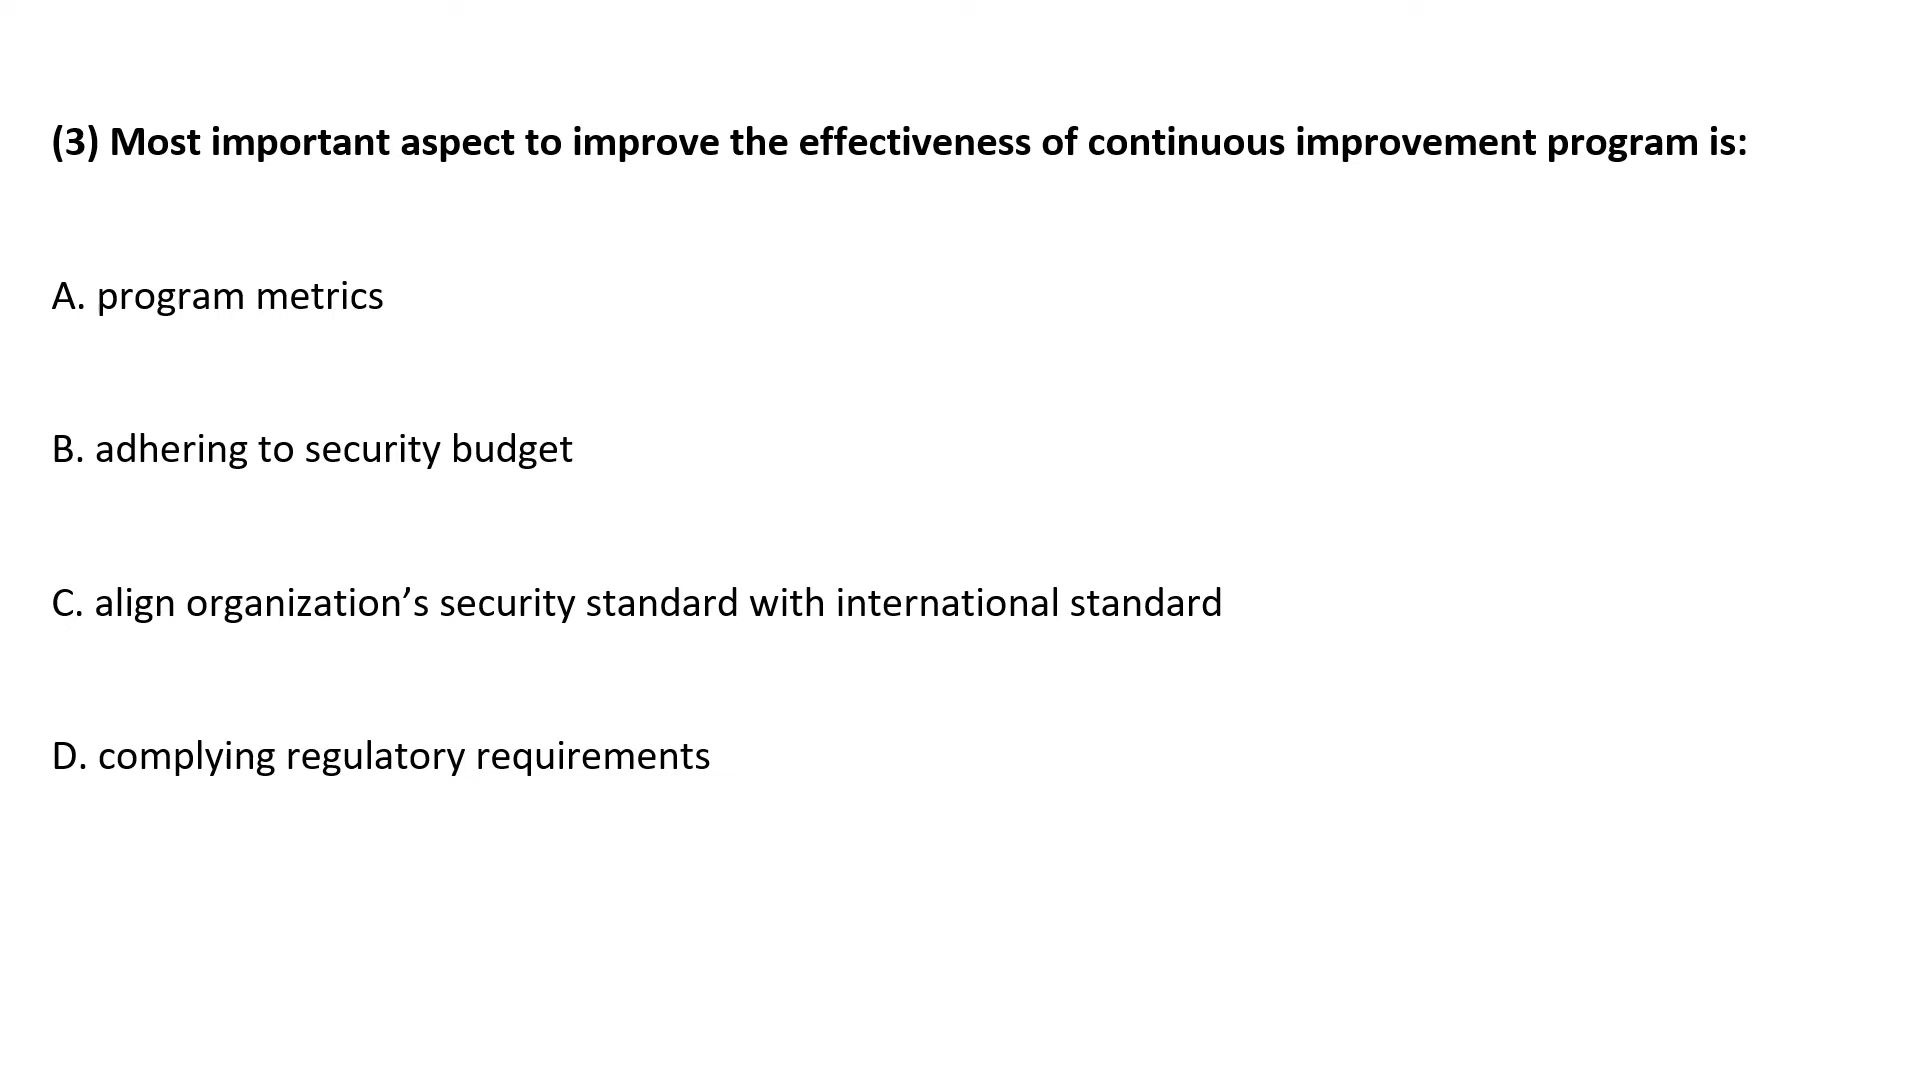 (3) Most important aspect to improve the effectiveness of continuous improvement program is:
A. program metrics
B. adhering to security budget
C. align organization’s security standard with international standard
D. complying regulatory requirements